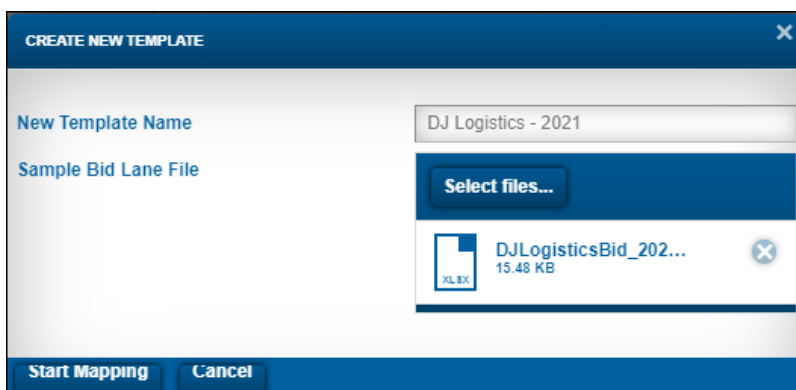 CREATE NEW TEMPLATE
New Template Name
DJ Logistics - 2021
Sample Bid Lane File
Select files...
DJLogisticsBid_202...
15.48 KB
XLSX
Start Mapping Cancel